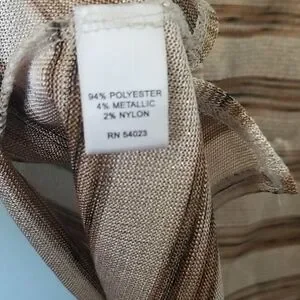 94% POLYESTER
4% METALLIC
2% NYLON
RN 54023